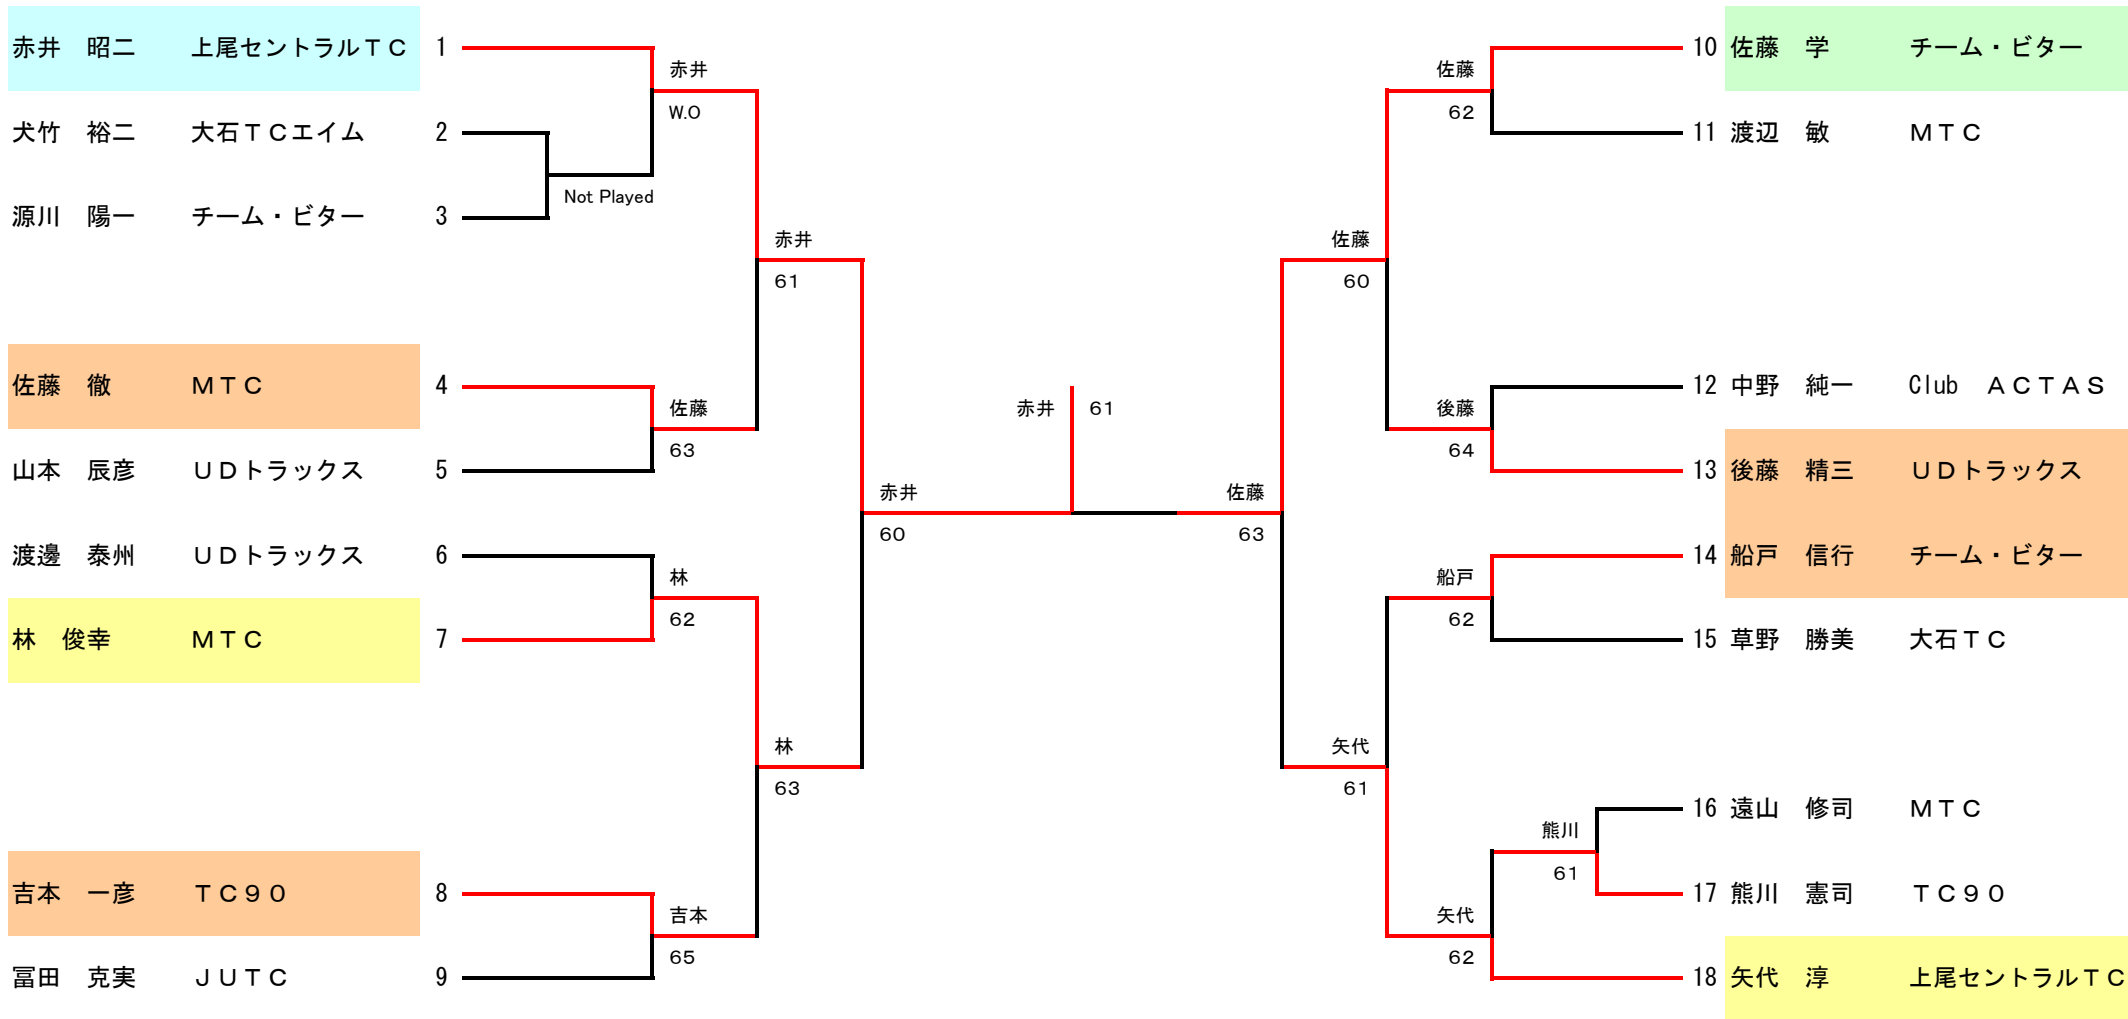 赤井　昭二　上尾セントラルＴＣ　1
犬竹　裕二　大石ＴＣエイム　2
源川　陽一　チーム・ビター　3
佐藤　徹　ＭＴＣ　4
山本　辰彦　ＵＤトラックス　5
渡邊　泰州　ＵＤトラックス　6
林　俊幸　ＭＴＣ　7
吉本　一彦　ＴＣ９０　8
冨田　克実　ＪＵＴＣ　9
赤井
W.O
Not Played
佐藤
63
林
62
吉本
65
赤井
61
林
63
赤井
60
赤井　61
佐藤
63
佐藤
60
矢代
61
佐藤
62
後藤
64
船戸
62
熊川
61
矢代
62
10　佐藤　学　チーム・ビター
11　渡辺　敏　ＭＴＣ
12　中野　純一　Club　ＡＣＴＡＳ
13　後藤　精三　ＵＤトラックス
14　船戸　信行　チーム・ビター
15　草野　勝美　大石ＴＣ
16　遠山　修司　ＭＴＣ
17　熊川　憲司　ＴＣ９０
18　矢代　淳　上尾セントラルＴＣ